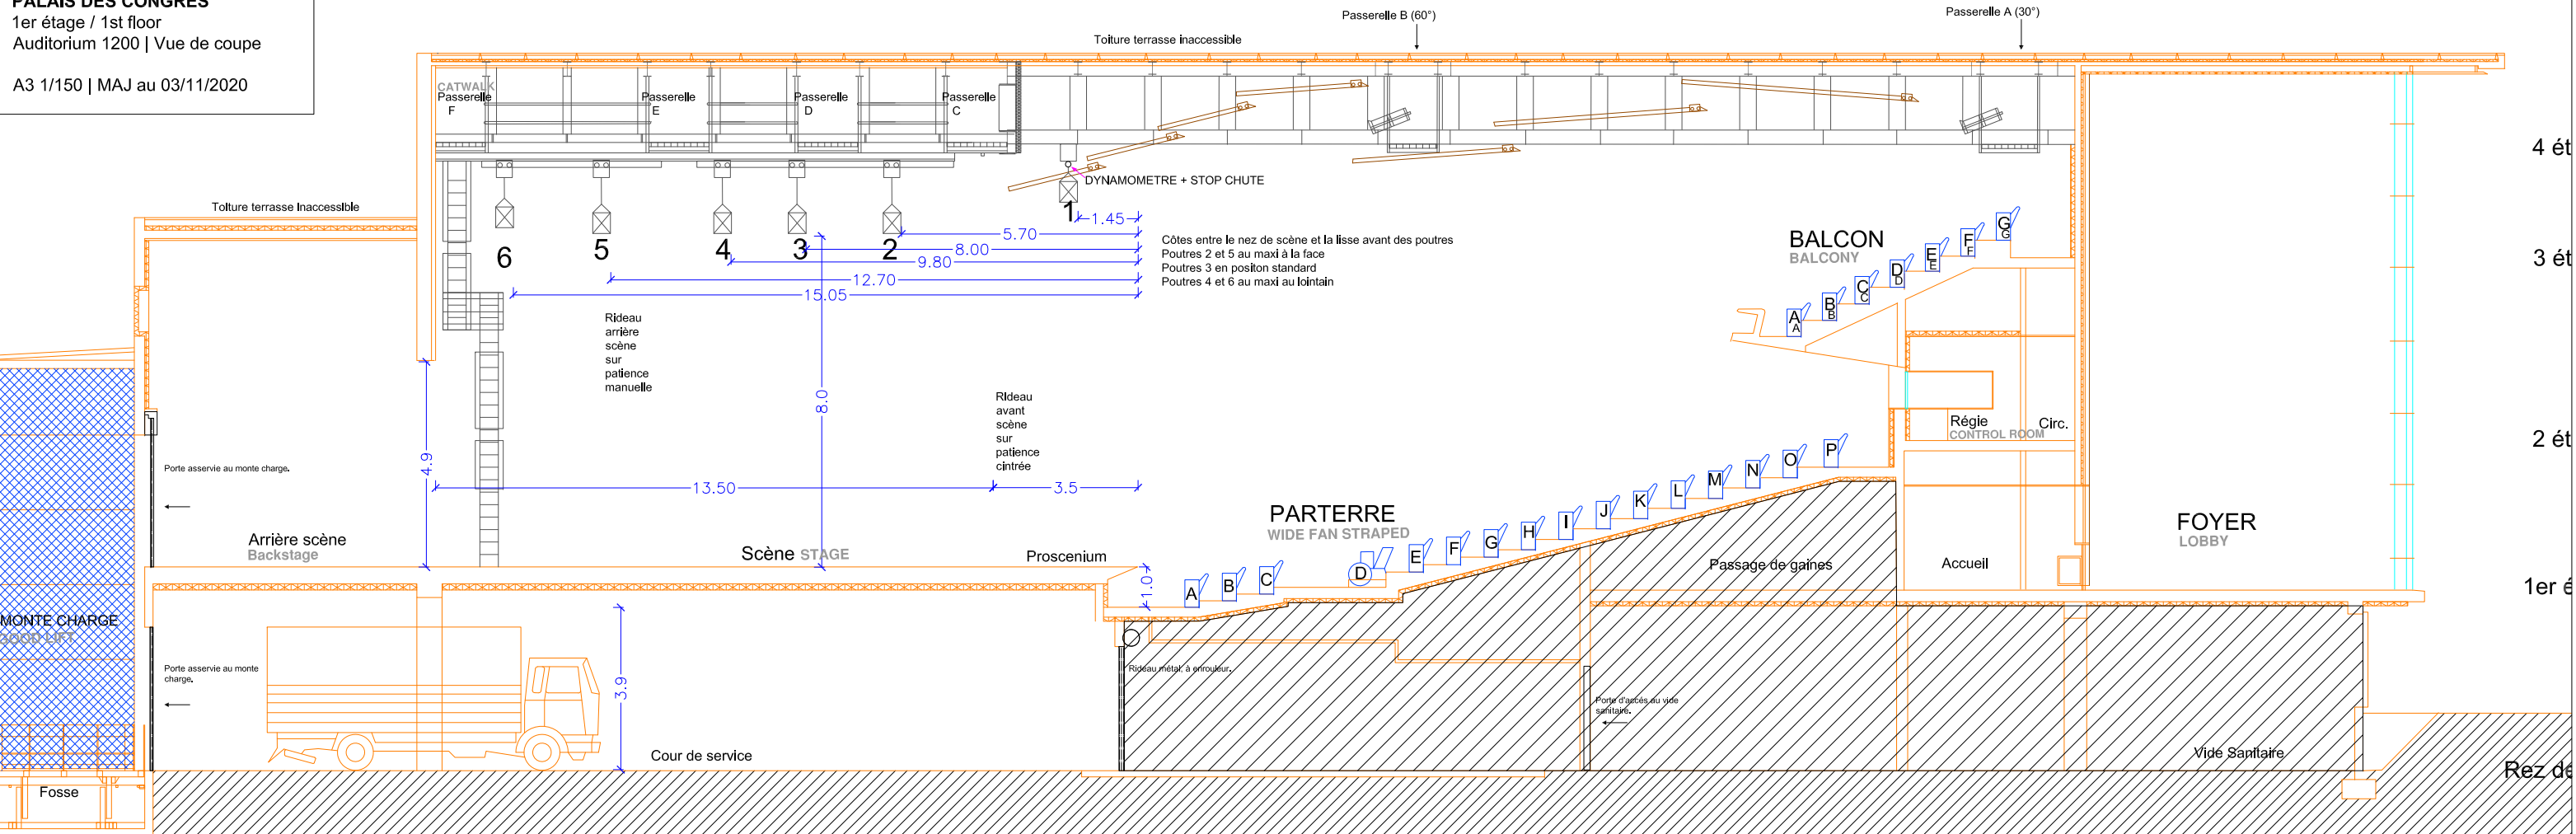 PALAIS DES CONGRÈS
1er étage / 1st floor
Auditorium 1200 | Vue de coupe
A3 1/150 | MAJ au 03/11/2020
Passerelle B (60°)
Passerelle A (30°)
Toiture terrasse inaccessible
CATWALK
Passerelle
F
Passerelle
E
Passerelle
D
Passerelle
C
DYNAMOMETRE + STOP CHUTE
Toiture terrasse inaccessible
6
5
4
3
2
1
1.45
5.70
8.00
9.80
12.70
15.05
Côtes entre le nez de scène et la lisse avant des poutres
Poutres 2 et 5 au maxi à la face
Poutres 3 en positon standard
Poutres 4 et 6 au maxi au lointain
BALCON
BALCONY
A
A
B
B
C
C
D
D
E
E
F
F
G
G
4 ét
3 ét
2 ét
1er é
Rez de
Rideau
arrière
scène
sur
patience
manuelle
8.0
Rideau
avant
scène
sur
patience
cintrée
4.9
13.50
3.5
Régie
CONTROL ROOM
Circ.
Porte asservie au monte charge.
Arrière scène
Backstage
Scène STAGE
Proscenium
1.0
PARTERRE
WIDE FAN STRAPED
A
B
C
D
E
F
G
H
I
J
K
L
M
N
O
P
Passage de gaines
Accueil
FOYER
LOBBY
MONTE CHARGE
GOOD LIFT
Porte asservie au monte
charge.
3.9
Rideau métal. à enrouleur.
Porte d'accès au vide
sanitaire.
Cour de service
Vide Sanitaire
Fosse